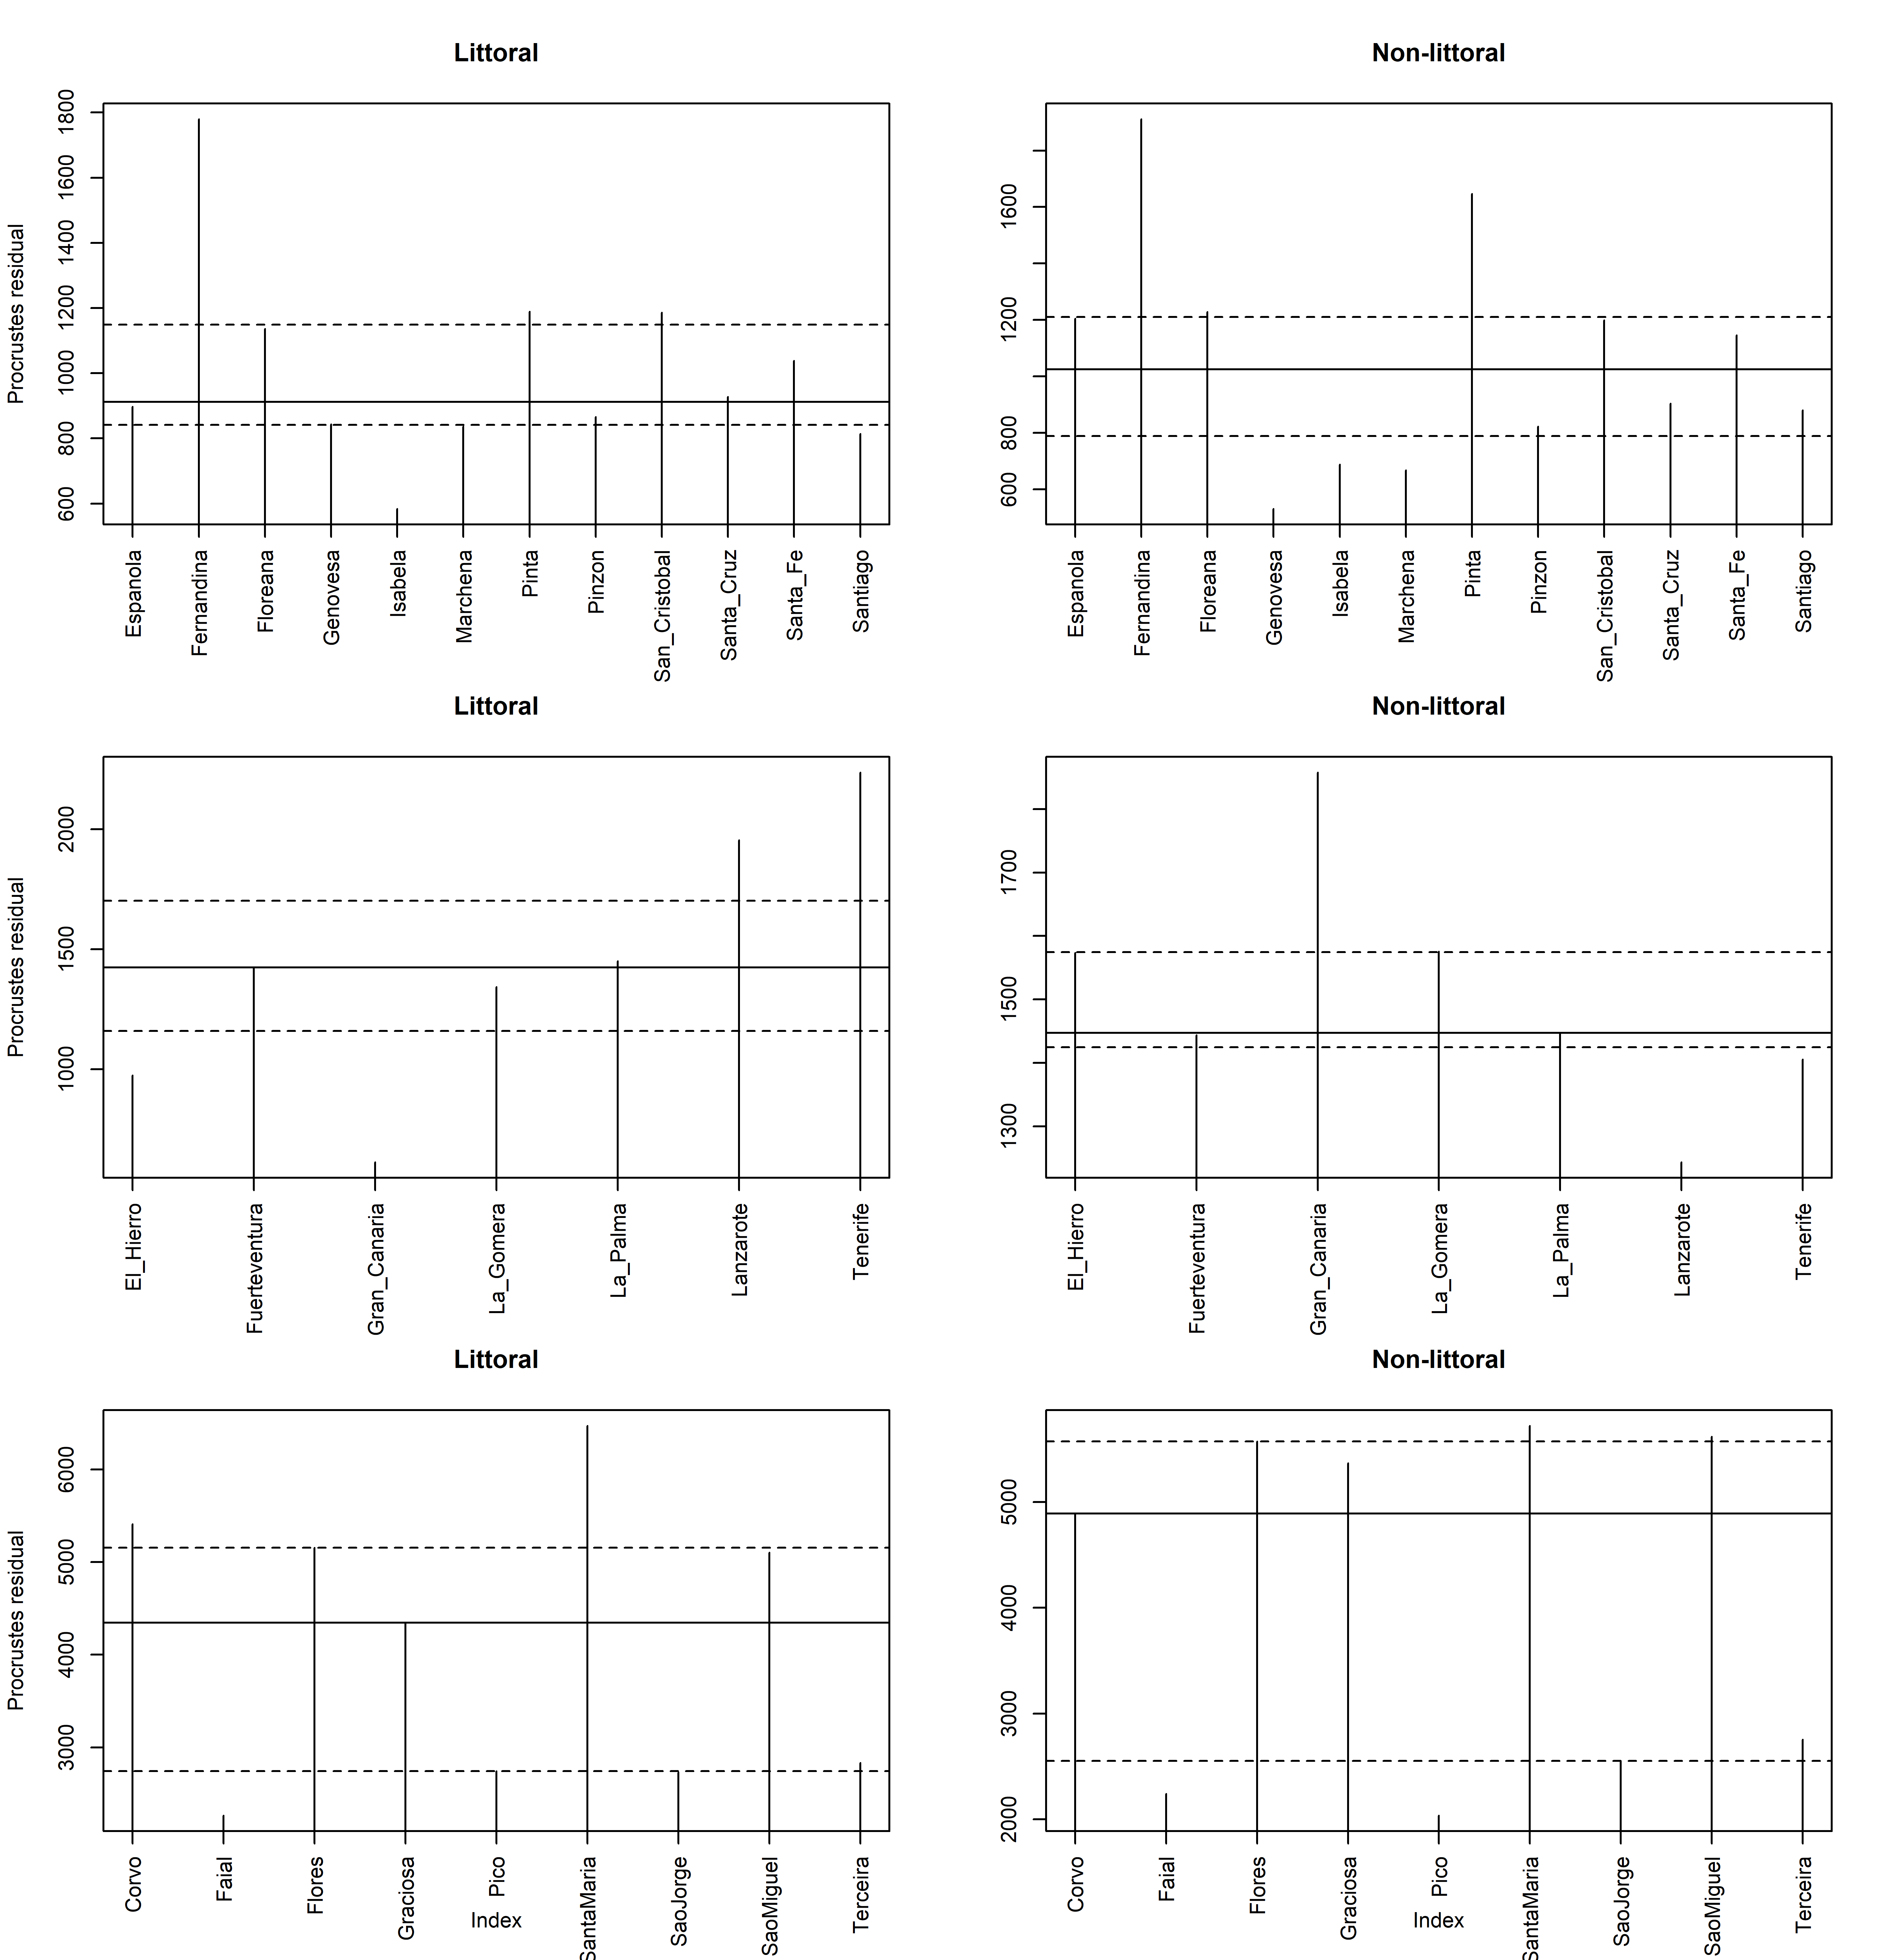 Littoral
Procrustes residual
600
800
1000
1200
1400
1600
1800
Espanola
Fernandina
Floreana
Genovesa
Isabela
Marchena
Pinta
Pinzon
San_Cristobal
Santa_Cruz
Santa_Fe
Santiago
Non-littoral
600
800
1200
1600
Espanola
Fernandina
Floreana
Genovesa
Isabela
Marchena
Pinta
Pinzon
San_Cristobal
Santa_Cruz
Santa_Fe
Santiago
Littoral
Procrustes residual
1000
1500
2000
El_Hierro
Fuerteventura
Gran_Canaria
La_Gomera
La_Palma
Lanzarote
Tenerife
Non-littoral
1300
1500
1700
El_Hierro
Fuerteventura
Gran_Canaria
La_Gomera
La_Palma
Lanzarote
Tenerife
Littoral
Procrustes residual
3000
4000
5000
6000
Corvo
Faial
Flores
Graciosa
Pico
SantaMaria
SaoJorge
SaoMiguel
Terceira
Index
Non-littoral
2000
3000
4000
5000
Corvo
Faial
Flores
Graciosa
Pico
SantaMaria
SaoJorge
SaoMiguel
Terceira
Index